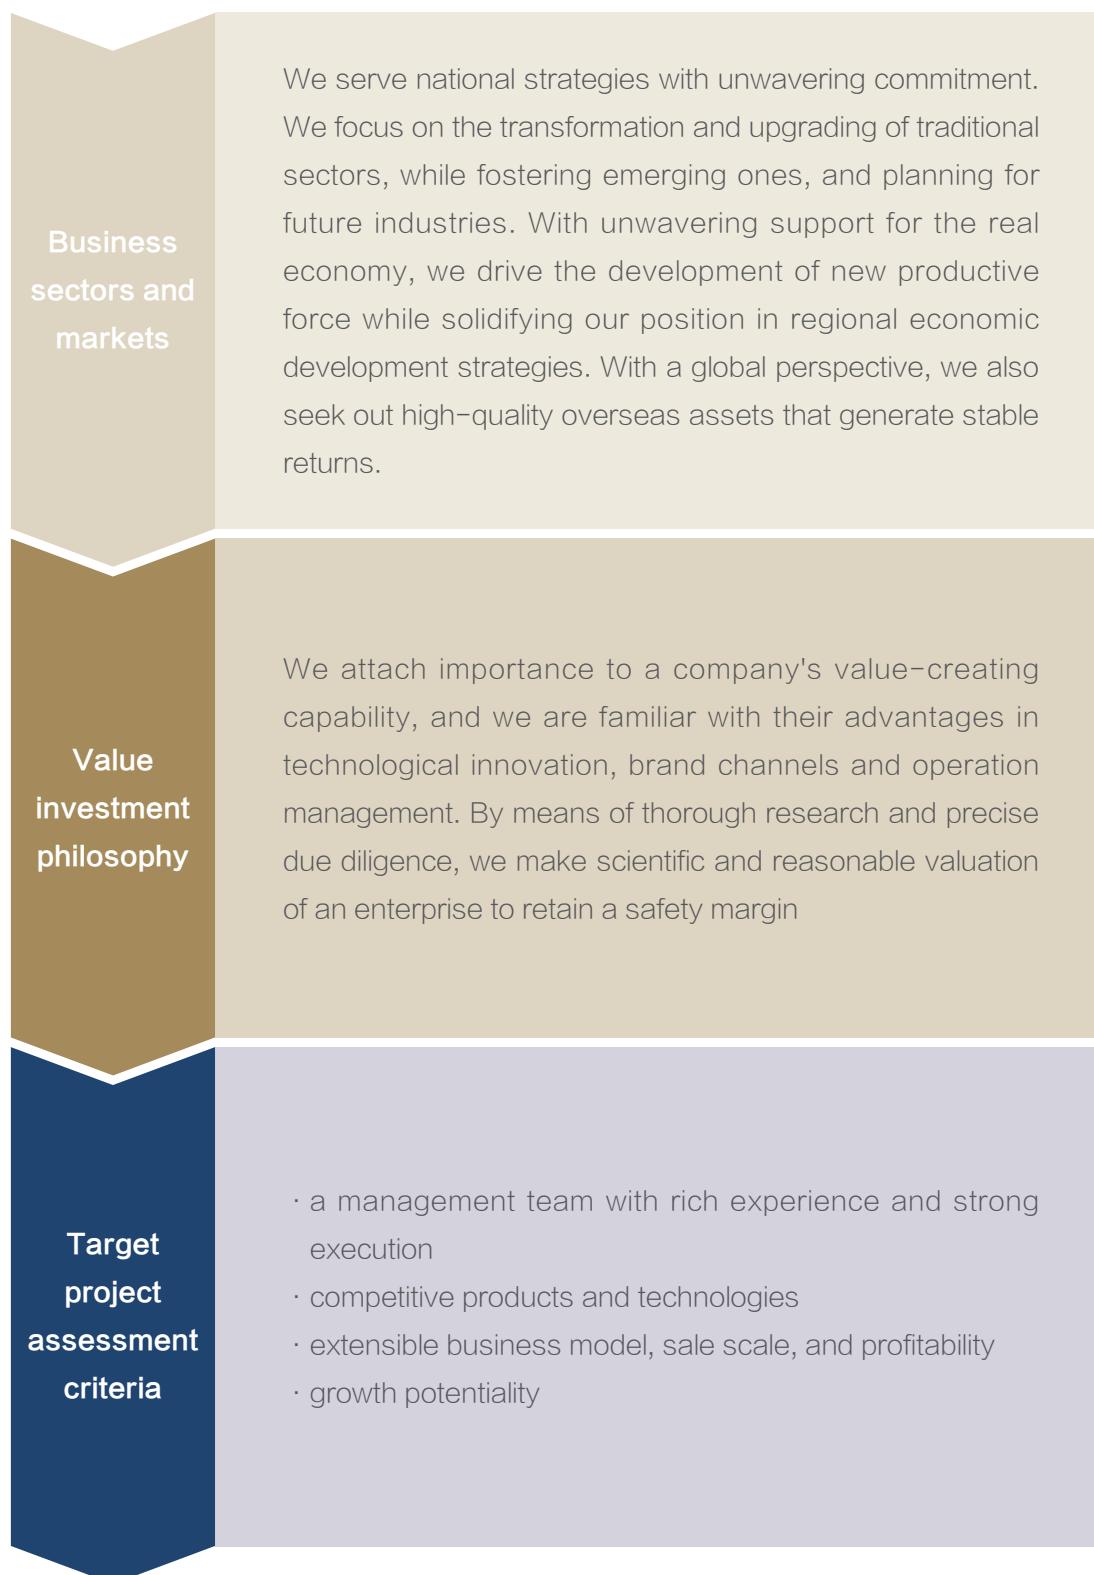 Business
sectors and
markets
We serve national strategies with unwavering commitment.
We focus on the transformation and upgrading of traditional
sectors, while fostering emerging ones, and planning for
future industries. With unwavering support for the real
economy, we drive the development of new productive
force while solidifying our position in regional economic
development strategies. With a global perspective, we also
seek out high-quality overseas assets that generate stable
returns.
Value
investment
philosophy
We attach importance to a company's value-creating
capability, and we are familiar with their advantages in
technological innovation, brand channels and operation
management. By means of thorough research and precise
due diligence, we make scientific and reasonable valuation
of an enterprise to retain a safety margin
Target
project
assessment
criteria
· a management team with rich experience and strong
execution
· competitive products and technologies
· extensible business model, sale scale, and profitability
· growth potentiality